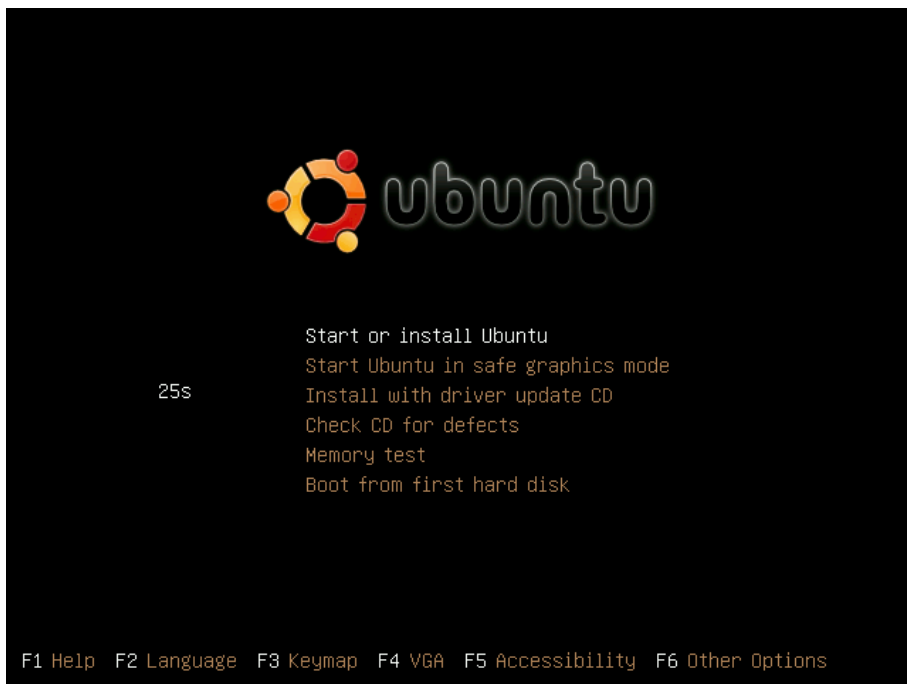 ubuntu
Start or install Ubuntu
Start Ubuntu in safe graphics mode
25s
Install with driver update CD
Check CD for defects
Memory test
Boot from first hard disk
F1 Help F2 Language F3 Keymap F4 VGA F5 Accessibility F6 Other Options